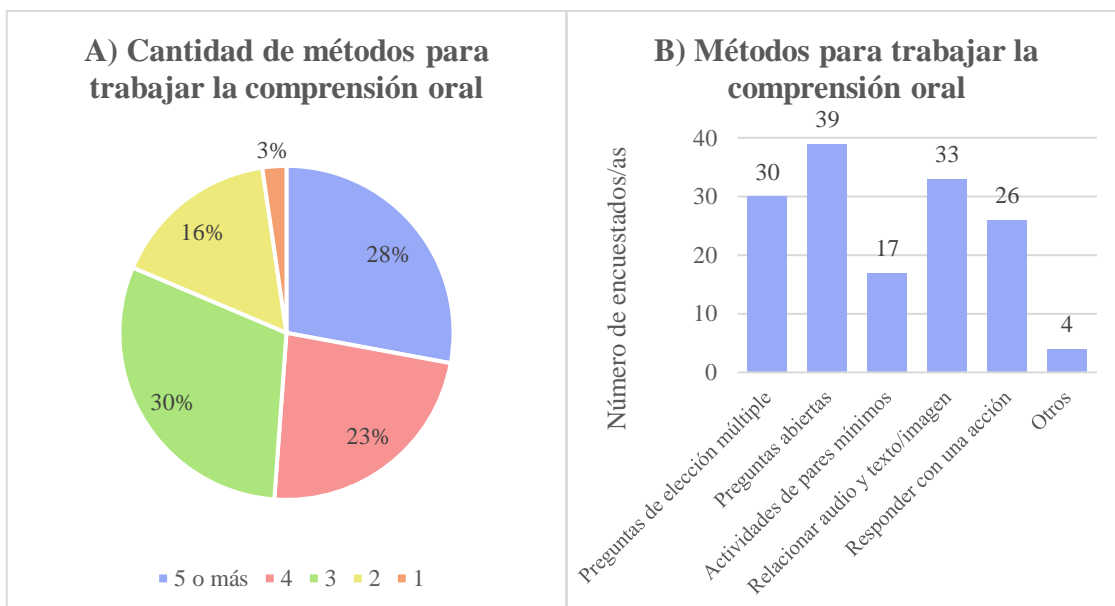 A) Cantidad de métodos para
trabajar la comprensión oral
3%
16%
28%
30%
23%
5 o más 4 3 2 1
B) Métodos para trabajar la
comprensión oral
Número de encuestados/as
40
30
20
10
0
30
39
17
33
26
4
Preguntas de elección múltiple
Preguntas abiertas
Actividades de pares mínimos
Relacionar audio y texto/imagen
Responder con una acción
Otros